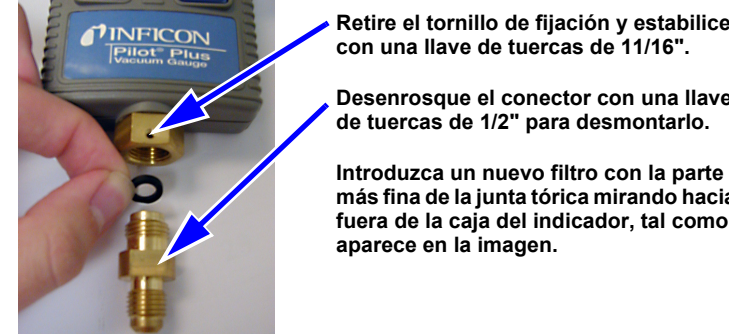 INFICON
Pilot® Plus
Vacuum Gauge
Retire el tornillo de fijación y estabilice
con una llave de tuercas de 11/16".
Desenrosque el conector con una llave
de tuercas de 1/2" para desmontarlo.
Introduzca un nuevo filtro con la parte
más fina de la junta tórica mirando hacia
fuera de la caja del indicador, tal como
aparece en la imagen.